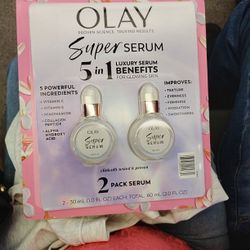 OLAY
PROVEN SCIENCE. TRUSTED RESULTS.
Super SERUM
5 in 1 LUXURY SERUM
BENEFITS
FOR GLOWING SKIN
5 POWERFUL
INGREDIENTS
• VITAMIN C
• VITAMIN E
• NIACINAMIDE
• COLLAGEN
PEPTIDE
• ALPHA
HYDROXY
ACID
IMPROVES:
• TEXTURE
• EVENNESS
• FIRMNESS
• HYDRATION
• SMOOTHNESS
OLAY
Super
SERUM
OLAY
Super
SERUM
2 PACK SERUM
2 - 30 mL (1.0 FL OZ) EACH; TOTAL: 60 mL (2.0 FL OZ)